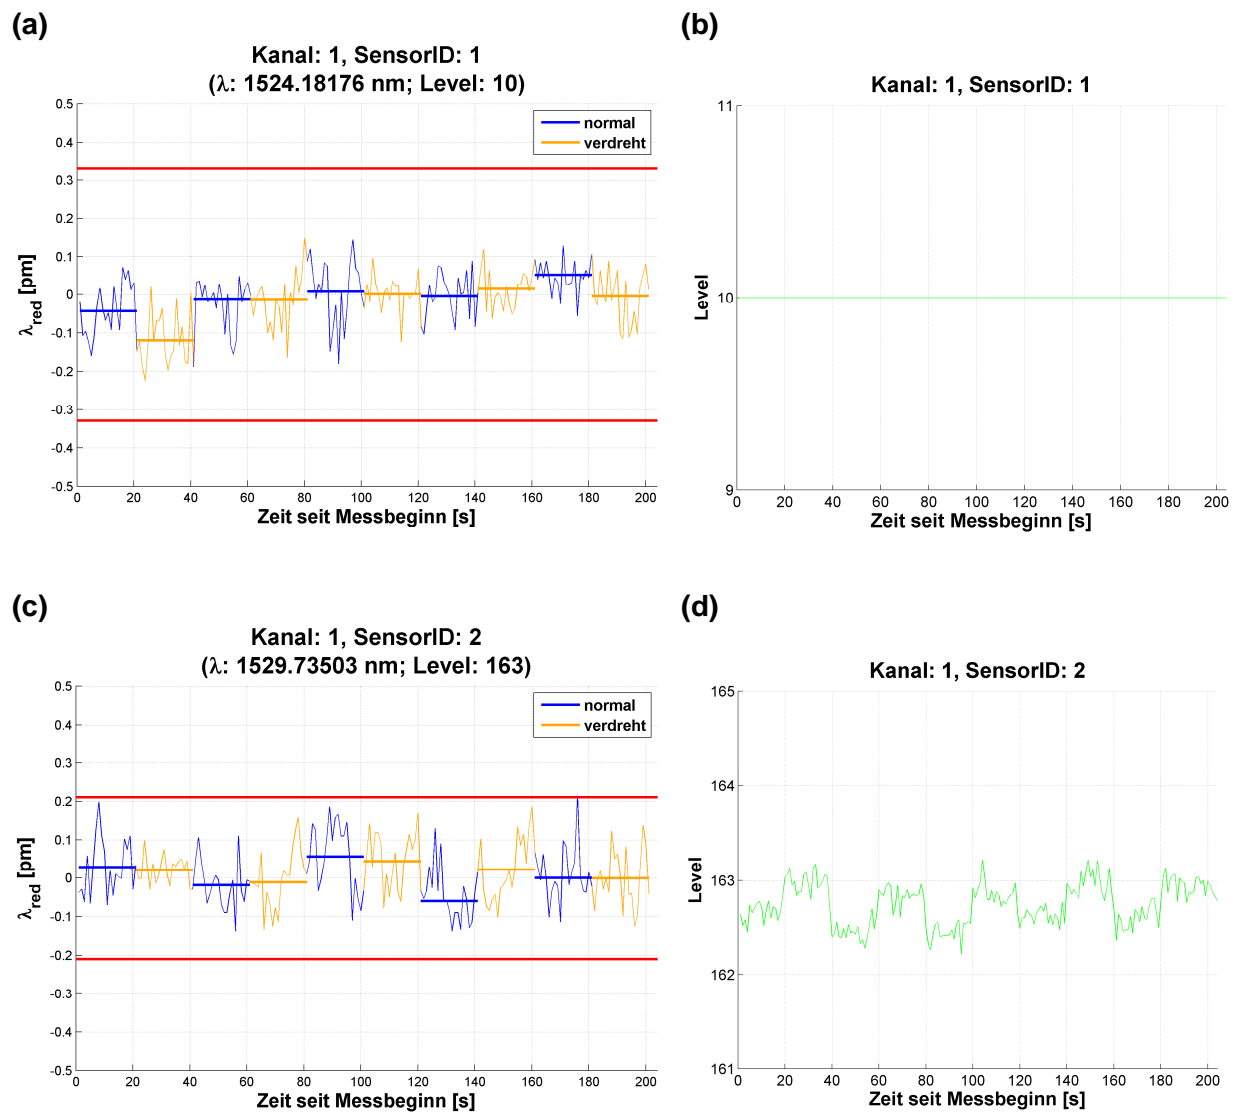 (a)
Kanal: 1, SensorID: 1
(λ: 1524.18176 nm; Level: 10)
0.5
0.4
0.3
0.2
0.1
0
-0.1
-0.2
-0.3
-0.4
-0.5
λred [pm]
normal
verdreht
0 20 40 60 80 100 120 140 160 180 200
Zeit seit Messbeginn [s]
(b)
Kanal: 1, SensorID: 1
11
10
9
Level
0 20 40 60 80 100 120 140 160 180 200
Zeit seit Messbeginn [s]
(c)
Kanal: 1, SensorID: 2
(λ: 1529.73503 nm; Level: 163)
0.5
0.4
0.3
0.2
0.1
0
-0.1
-0.2
-0.3
-0.4
-0.5
λred [pm]
normal
verdreht
0 20 40 60 80 100 120 140 160 180 200
Zeit seit Messbeginn [s]
(d)
Kanal: 1, SensorID: 2
165
164
163
162
161
Level
0 20 40 60 80 100 120 140 160 180 200
Zeit seit Messbeginn [s]